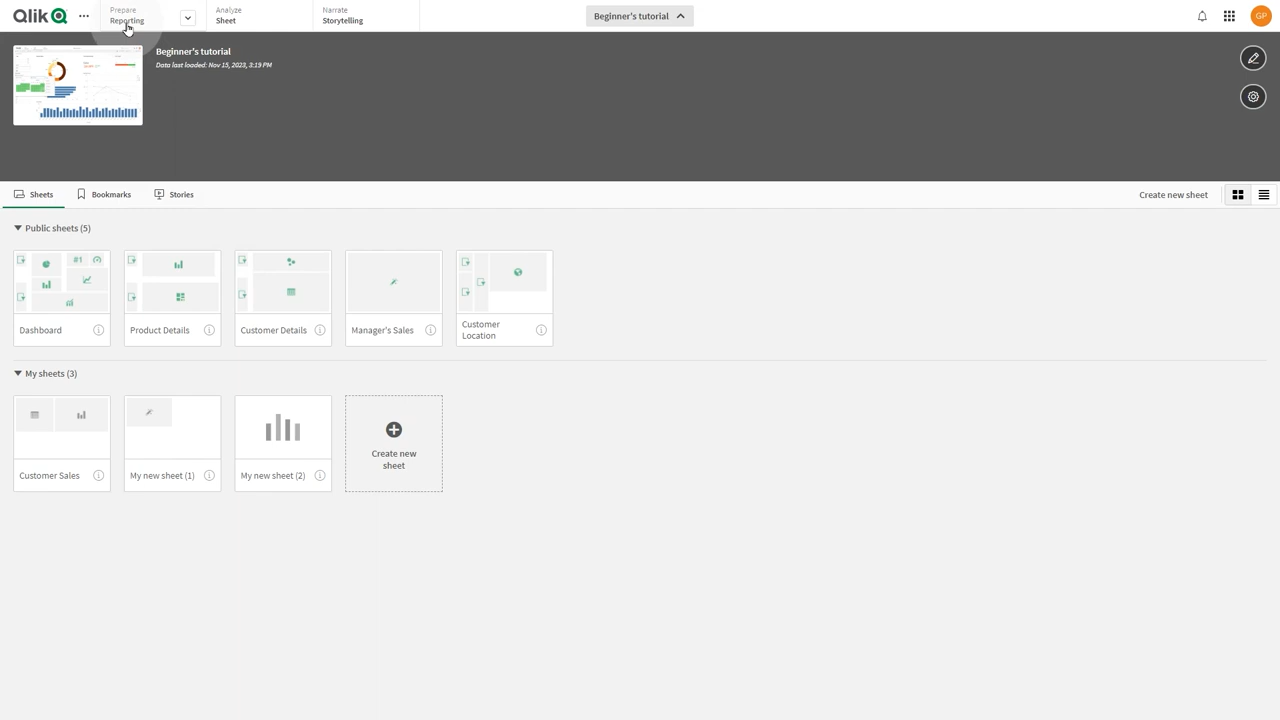 Qlik
Prepare
Reporting
Analyze
Sheet
Narrate
Storytelling
Beginner's tutorial
GP
Beginner's tutorial
Data last loaded: Nov 15, 2023, 3:19 PM
Sheets
Bookmarks
Stories
Create new sheet
Public sheets (5)
#1
Dashboard
Product Details
Customer Details
Manager's Sales
Customer
Location
My sheets (3)
Customer Sales
My new sheet (1)
My new sheet (2)
Create new
sheet